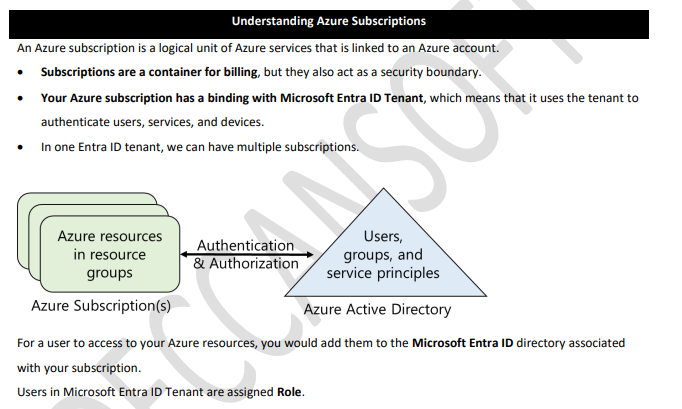 Understanding Azure Subscriptions
An Azure subscription is a logical unit of Azure services that is linked to an Azure account.
• Subscriptions are a container for billing, but they also act as a security boundary.
• Your Azure subscription has a binding with Microsoft Entra ID Tenant, which means that it uses the tenant to
authenticate users, services, and devices.
• In one Entra ID tenant, we can have multiple subscriptions.
Azure resources
in resource
groups
Authentication
& Authorization
Users,
groups, and
service principles
Azure Subscription(s)
Azure Active Directory
For a user to access to your Azure resources, you would add them to the Microsoft Entra ID directory associated
with your subscription.
Users in Microsoft Entra ID Tenant are assigned Role.
DECCANSOFT